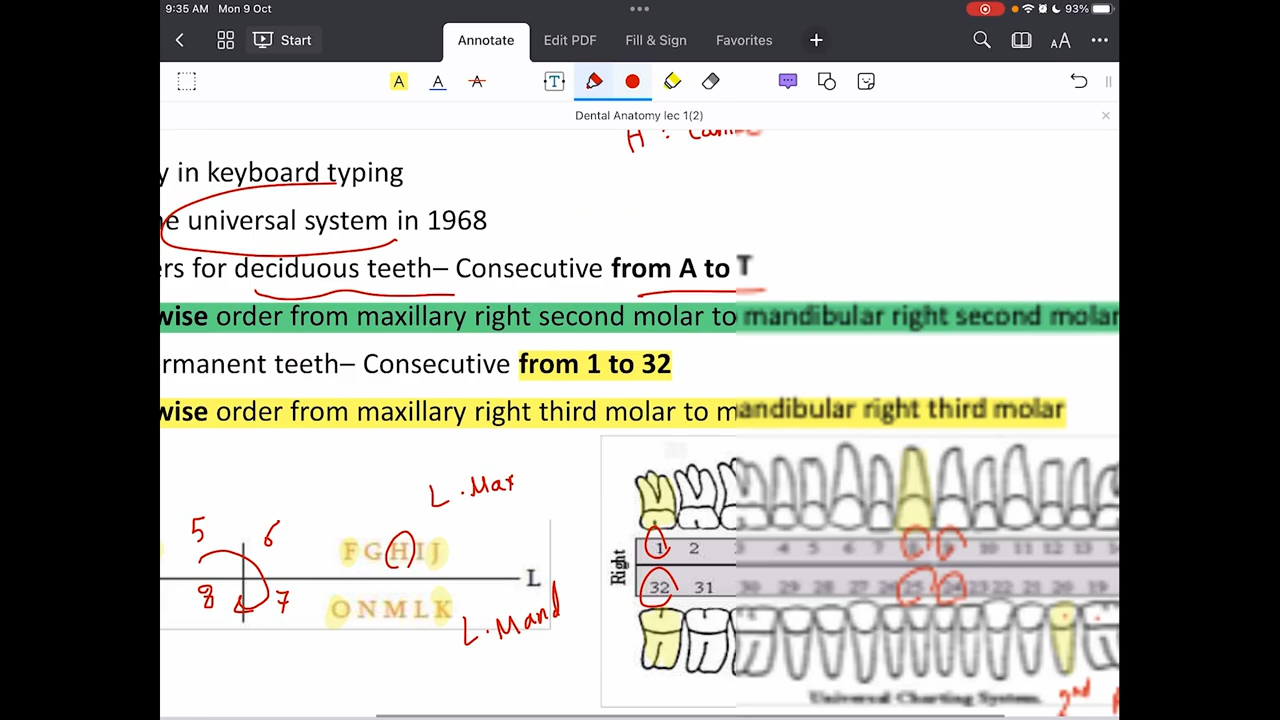 9:35 AM Mon 9 Oct
93%
Start
Annotate
Edit PDF
Fill & Sign
Favorites
AA
A A A T
Dental Anatomy lec 1(2)
H :
y in keyboard typing
e universal system in 1968
ers for deciduous teeth– Consecutive from A to T
wise order from maxillary right second molar to mandibular right second molar
rmanent teeth– Consecutive from 1 to 32
wise order from maxillary right third molar to mandibular right third molar
L. Max
5 6
F G H I J
L
8 7
O N M L K
L. Mand
Right
1 2 3 4 5 6 7 8 9 10 11 12 13
32 31 30 29 28 27 26 25 24 23 22 21 20 19
Universal Charting System.
2nd